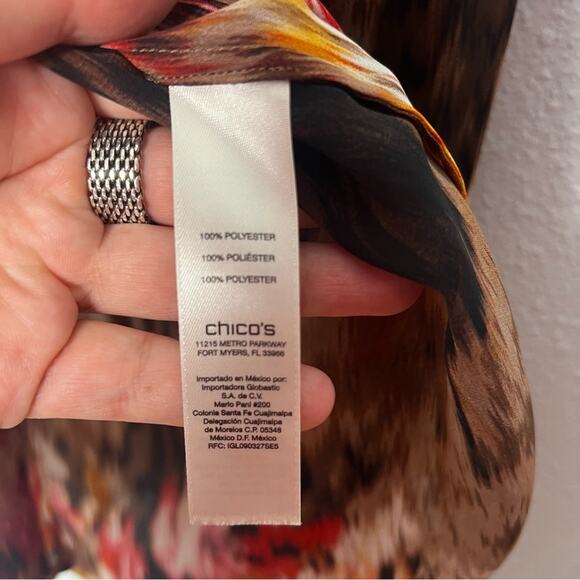 100% POLYESTER
100% POLIÉSTER
100% POLYESTER
chico's
11215 METRO PARKWAY
FORT MYERS, FL 33966
Importado en México por:
Importadora Globastic
S.A. de C.V.
Mario Pani #200
Colonia Santa Fe Cuajimalpa
Delegación Cuajimalpa
de Morelos C.P. 05348
México D.F. México
RFC: IGL090327SE5